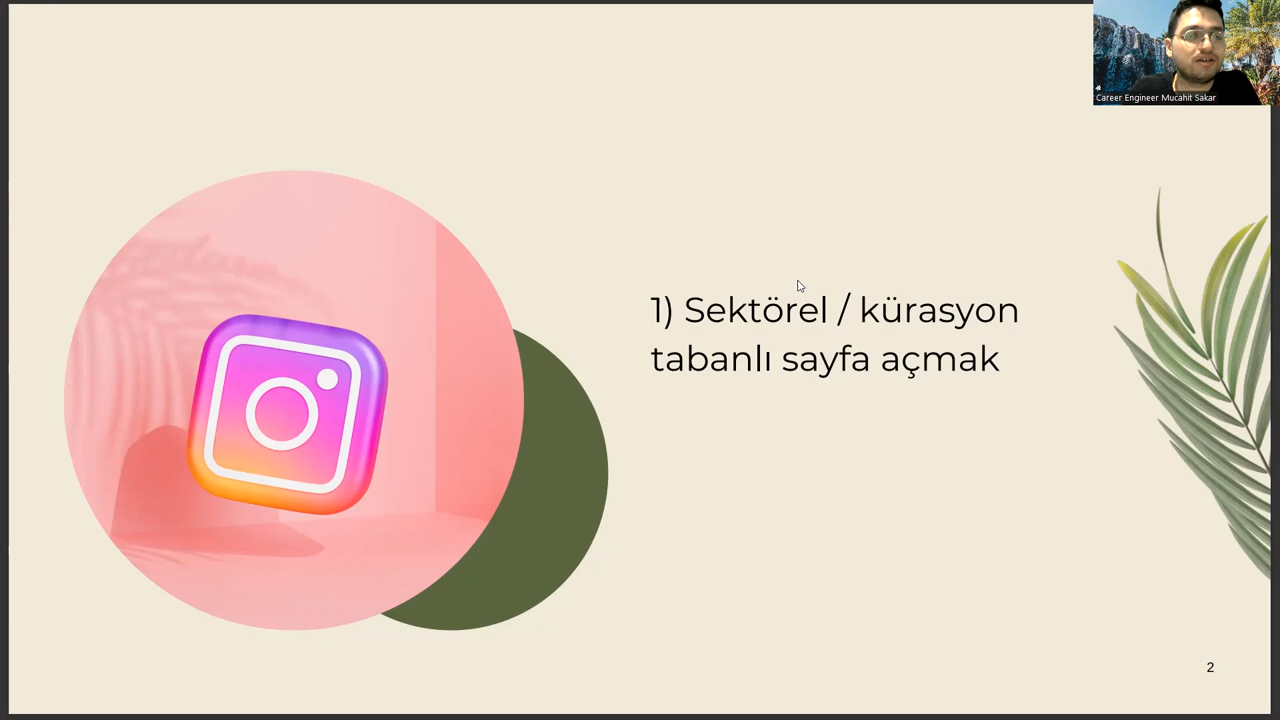 Career Engineer Mucahit Sakar
1) Sektörel / kürasyon
tabanlı sayfa açmak
2